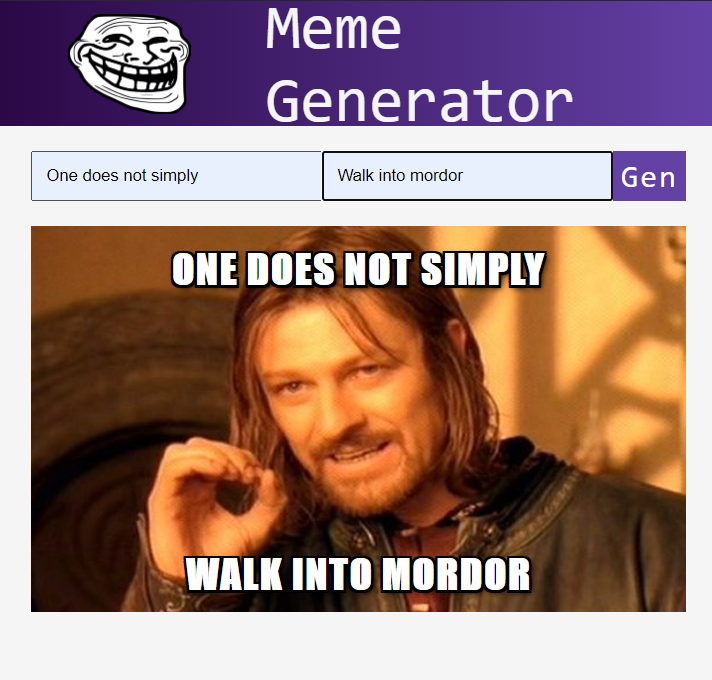 Meme
Generator
One does not simply
Walk into mordor
Gen
ONE DOES NOT SIMPLY
WALK INTO MORDOR